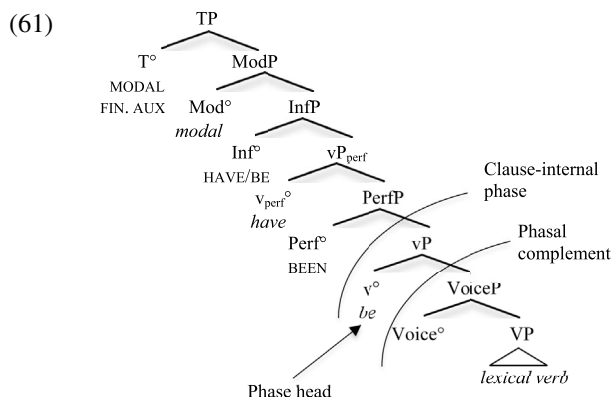 (61)
TP
T° ModP
MODAL
FIN. AUX Mod° InfP
modal
Inf° vPperf
HAVE/BE
vperf° PerfP
have
Clause-internal
phase
Perf° vP
BEEN
Phasal
complement
v° VoiceP
be
Voice° VP
lexical verb
Phase head